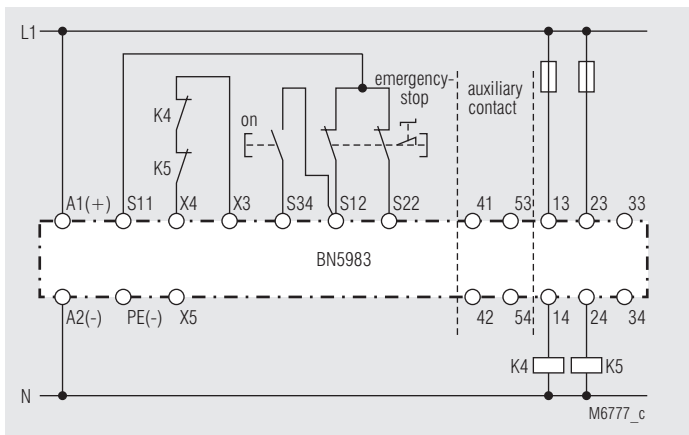 L1
emergency-
stop
auxiliary
contact
on
K4
K5
A1(+) S11 X4 X3 S34 S12 S22 41 53 13 23 33
BN5983
A2(-) PE(-) X5 42 54 14 24 34
K4 K5
N
M6777_c